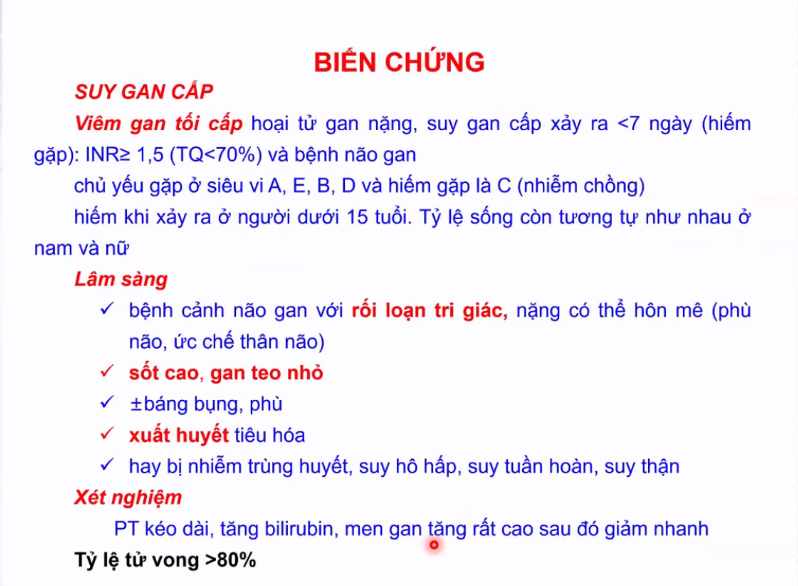 BIẾN CHỨNG
SUY GAN CẤP
Viêm gan tối cấp hoại tử gan nặng, suy gan cấp xảy ra <7 ngày (hiếm
gặp): INR≥ 1,5 (TQ<70%) và bệnh não gan
chủ yếu gặp ở siêu vi A, E, B, D và hiếm gặp là C (nhiễm chồng)
hiếm khi xảy ra ở người dưới 15 tuổi. Tỷ lệ sống còn tương tự như nhau ở
nam và nữ
Lâm sàng
✓ bệnh cảnh não gan với rối loạn tri giác, nặng có thể hôn mê (phù
não, ức chế thân não)
✓ sốt cao, gan teo nhỏ
✓ ±báng bụng, phù
✓ xuất huyết tiêu hóa
✓ hay bị nhiễm trùng huyết, suy hô hấp, suy tuần hoàn, suy thận
Xét nghiệm
PT kéo dài, tăng bilirubin, men gan tăng rất cao sau đó giảm nhanh
Tỷ lệ tử vong >80%